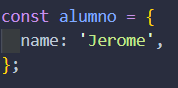 const alumno = {
  name: 'Jerome',
};